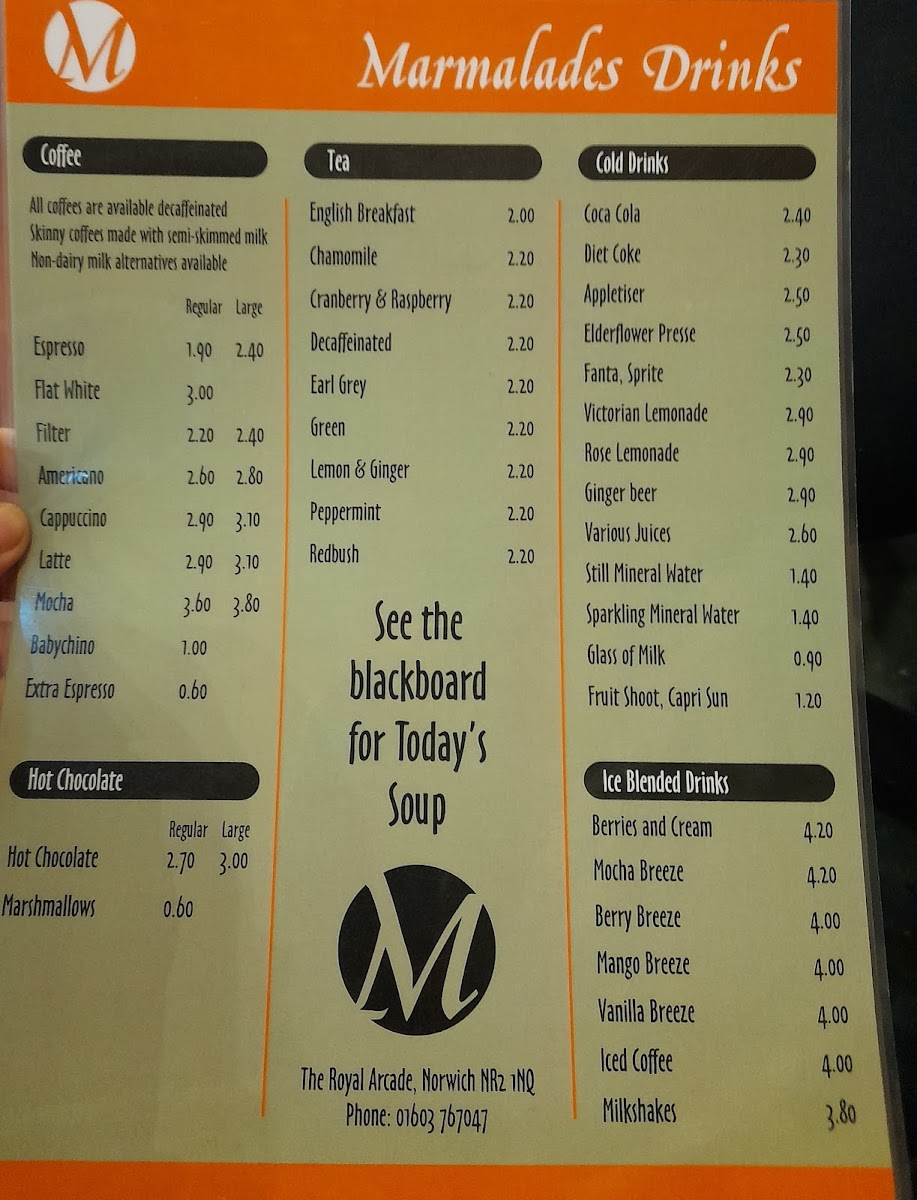 M
Marmalades Drinks
Coffee
All coffees are available decaffeinated
Skinny coffees made with semi-skimmed milk
Non-dairy milk alternatives available
Regular Large
Espresso 1.90 2.40
Flat White 3.00
Filter 2.20 2.40
Americano 2.60 2.80
Cappuccino 2.90 3.10
Latte 2.90 3.10
Mocha 3.60 3.80
Babychino 1.00
Extra Espresso 0.60
Hot Chocolate
Regular Large
Hot Chocolate 2.70 3.00
Marshmallows 0.60
Tea
English Breakfast 2.00
Chamomile 2.20
Cranberry & Raspberry 2.20
Decaffeinated 2.20
Earl Grey 2.20
Green 2.20
Lemon & Ginger 2.20
Peppermint 2.20
Redbush 2.20
See the
blackboard
for Today's
Soup
M
The Royal Arcade, Norwich NR2 1NQ
Phone: 01603 767047
Cold Drinks
Coca Cola 2.40
Diet Coke 2.30
Appletiser 2.50
Elderflower Presse 2.50
Fanta, Sprite 2.30
Victorian Lemonade 2.90
Rose Lemonade 2.90
Ginger beer 2.90
Various Juices 2.60
Still Mineral Water 1.40
Sparkling Mineral Water 1.40
Glass of Milk 0.90
Fruit Shoot, Capri Sun 1.20
Ice Blended Drinks
Berries and Cream 4.20
Mocha Breeze 4.20
Berry Breeze 4.00
Mango Breeze 4.00
Vanilla Breeze 4.00
Iced Coffee 4.00
Milkshakes 3.80